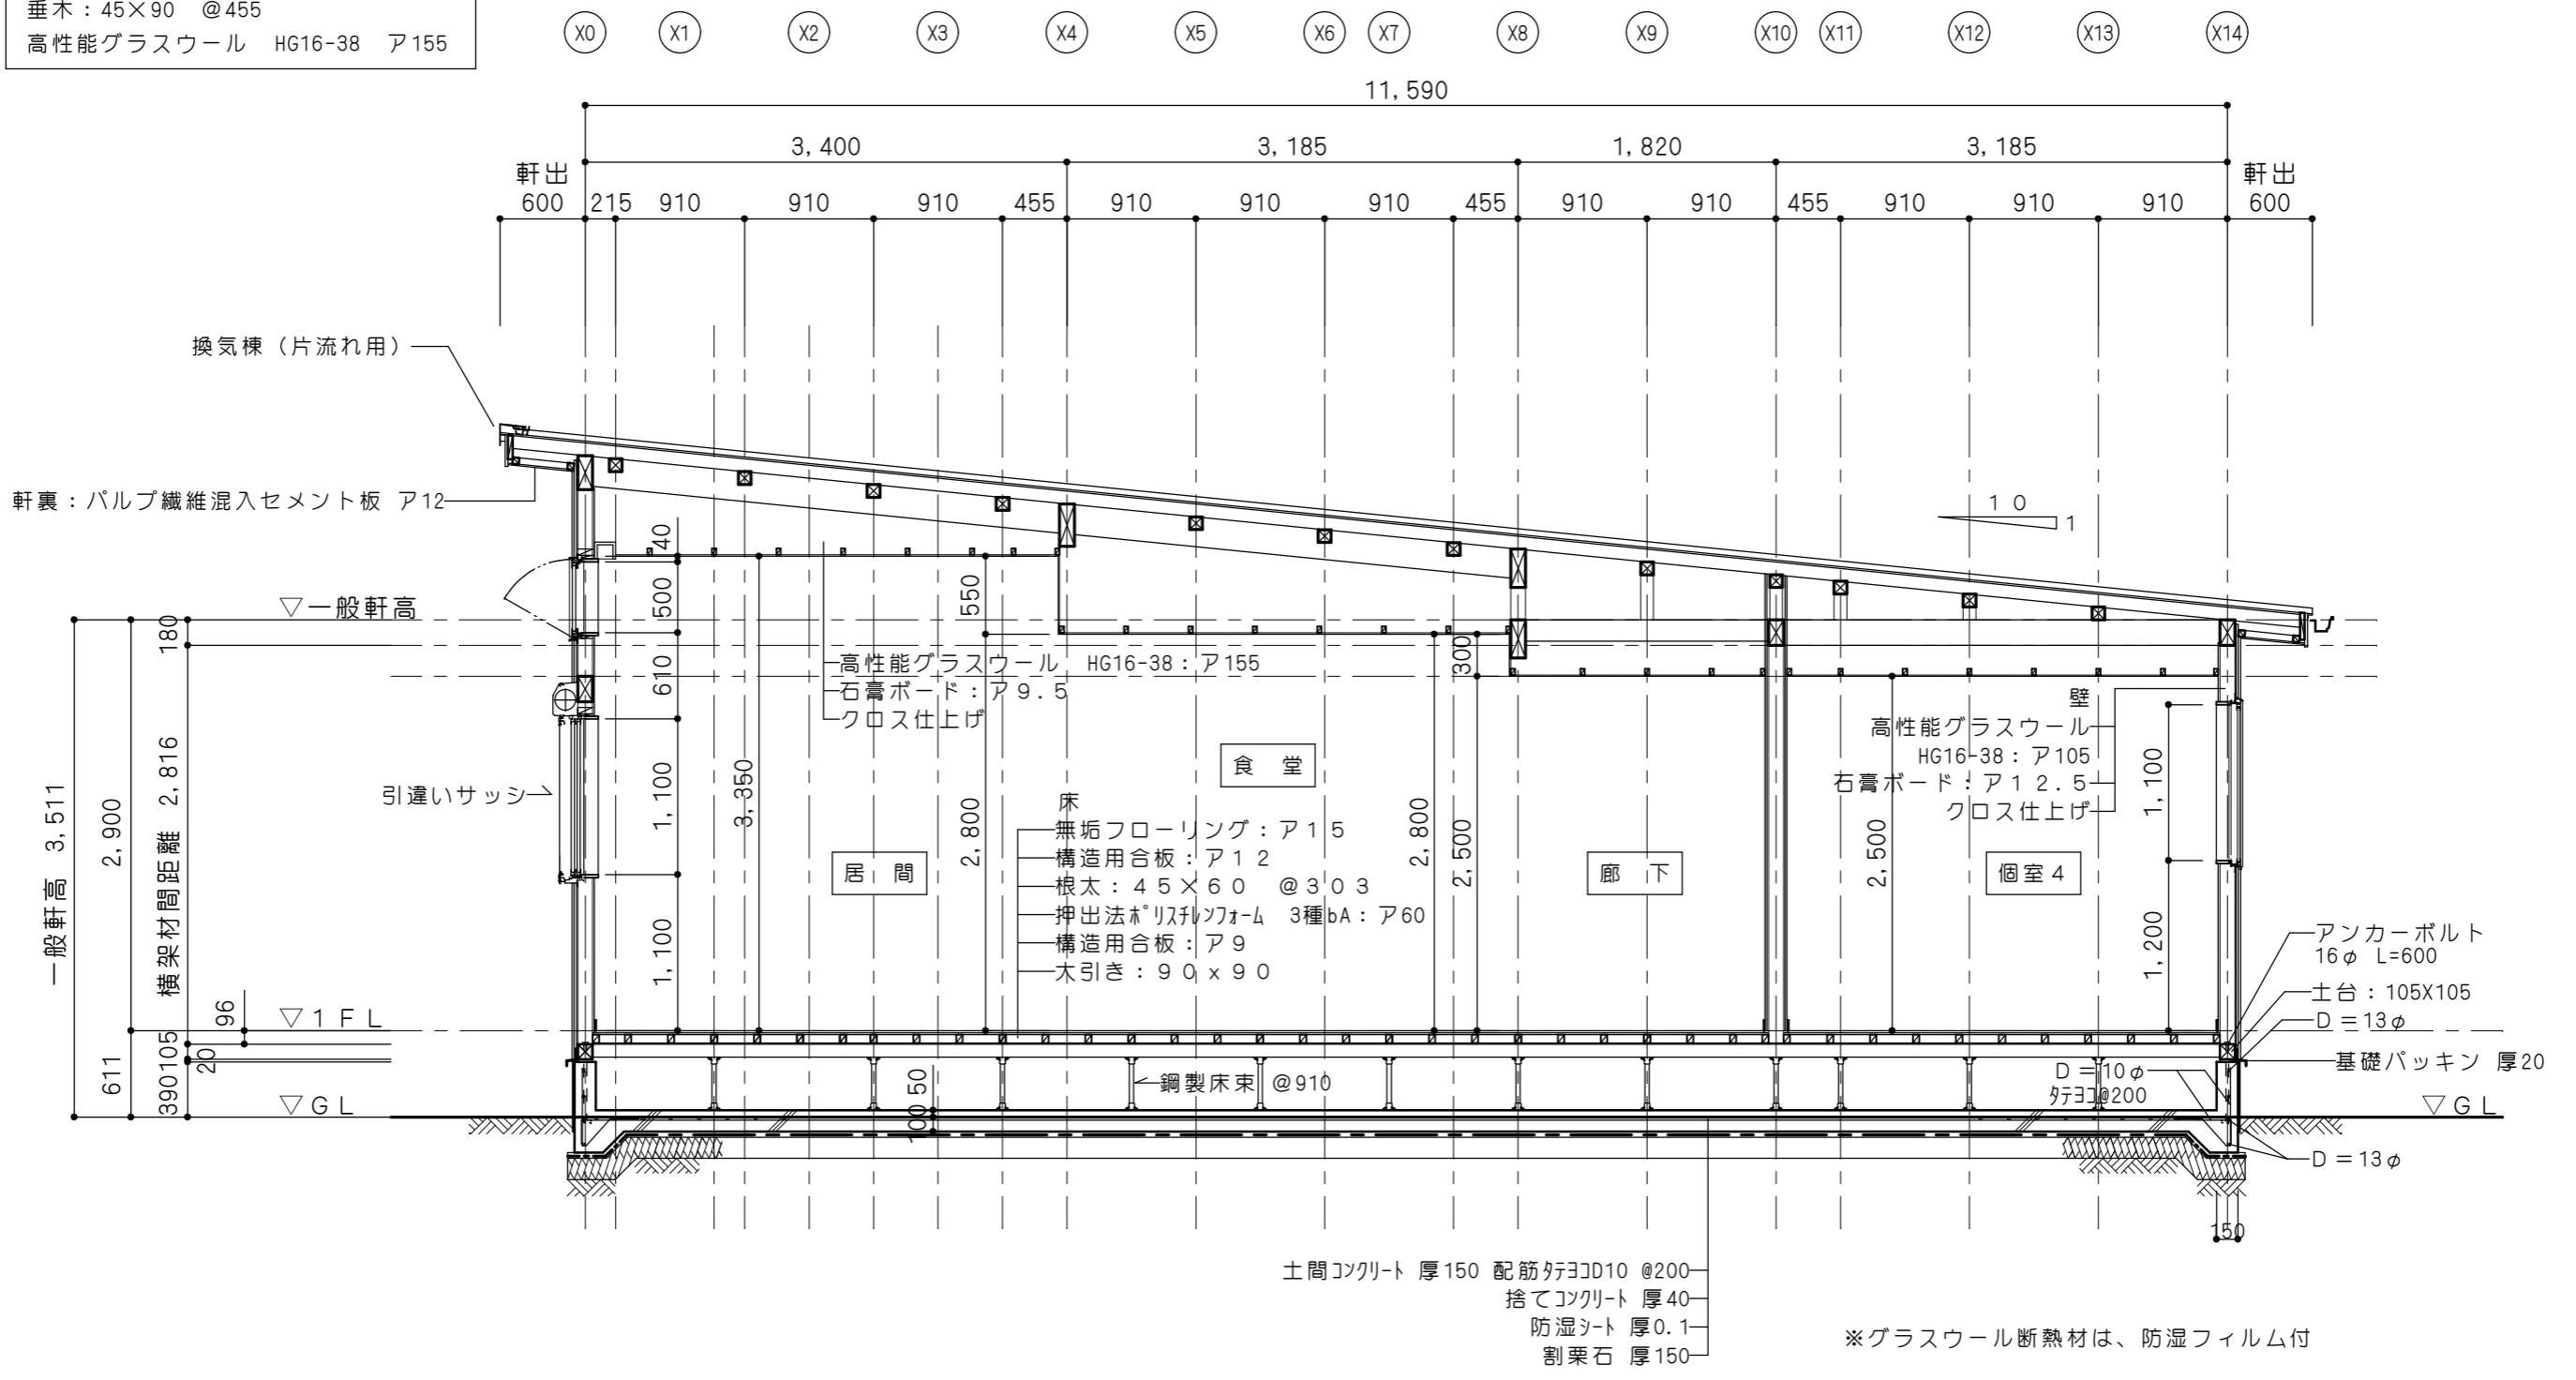 垂木：45×90　@455
高性能グラスウール　HG16-38　ア155
X0 X1 X2 X3 X4 X5 X6 X7 X8 X9 X10 X11 X12 X13 X14
11,590
3,400 3,185 1,820 3,185
軒出 軒出
600 215 910 910 910 455 910 910 910 455 910 910 455 910 910 910 600
換気棟（片流れ用）
軒裏：パルプ繊維混入セメント板 ア12
10
1
40
500
550
▽一般軒高
180
610
300
高性能グラスウール　HG16-38：ア155
石膏ボード：ア9.5
クロス仕上げ
壁
高性能グラスウール
HG16-38：ア105
石膏ボード：ア12.5
クロス仕上げ
食　堂
引違いサッシ
一般軒高 3,511
2,900
横架材間距離 2,816
1,100
3,350
2,800
2,800
2,500
2,500
1,100
床
無垢フローリング：ア15
構造用合板：ア12
根太：45×60　@303
押出法ﾎﾟﾘｽﾁﾚﾝﾌｫｰﾑ　3種bA：ア60
構造用合板：ア9
大引き：90x90
居　間
廊　下
個室4
1,100
1,200
アンカーボルト
16φ L=600
土台：105X105
D＝13φ
基礎パッキン 厚20
96
▽1FL
611
105
20
390
▽GL
50
100
鋼製床束 @910
D＝10φ
ﾀﾃﾖｺ@200
▽GL
D＝13φ
150
土間ｺﾝｸﾘｰﾄ 厚150 配筋ﾀﾃﾖｺD10 @200
捨てｺﾝｸﾘｰﾄ 厚40
防湿ｼｰﾄ 厚0.1
割栗石 厚150
※グラスウール断熱材は、防湿フィルム付